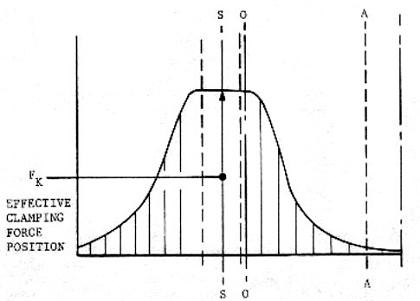 S O A
F_K
EFFECTIVE
CLAMPING
FORCE
POSITION
A
S O